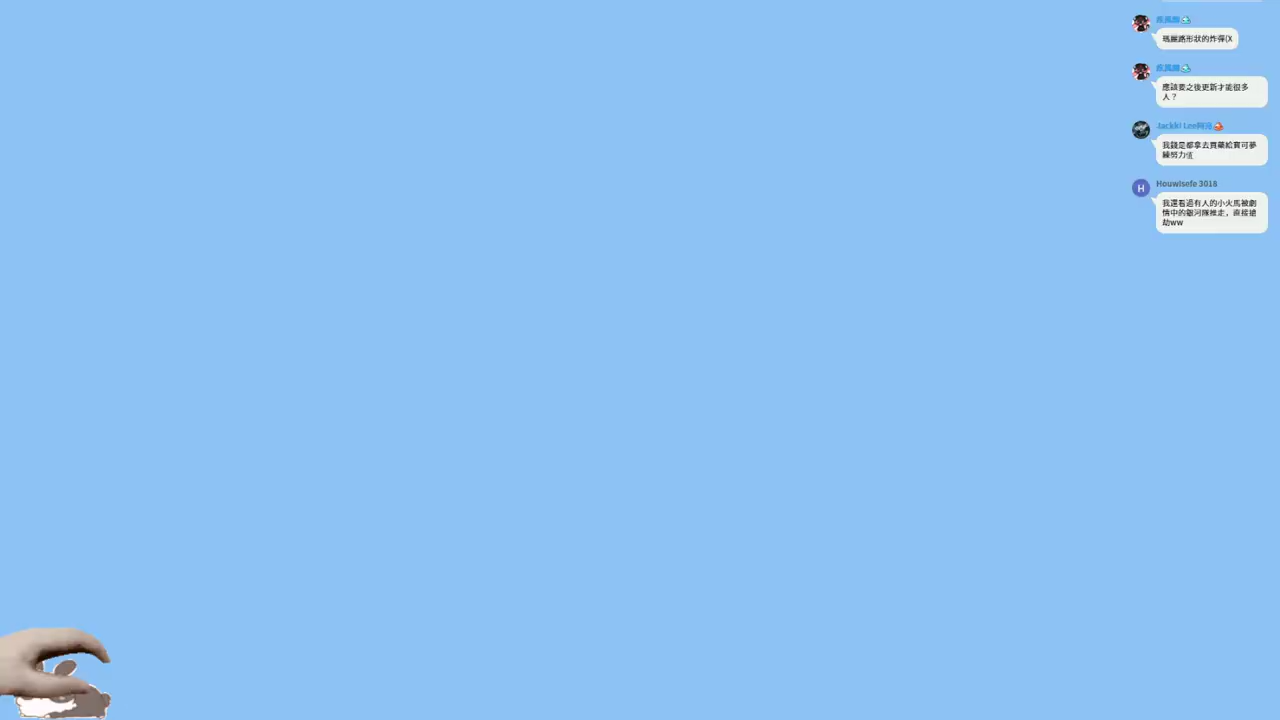 瑪麗路形狀的炸彈(X
應該要之後更新才能很多
人？
Jackki Lee阿克
我錢是都拿去買藥給寶可夢
練努力值
Houwisefe 3018
我還看過有人的小火馬被劇
情中的銀河隊推走，直接搶
劫ww
H